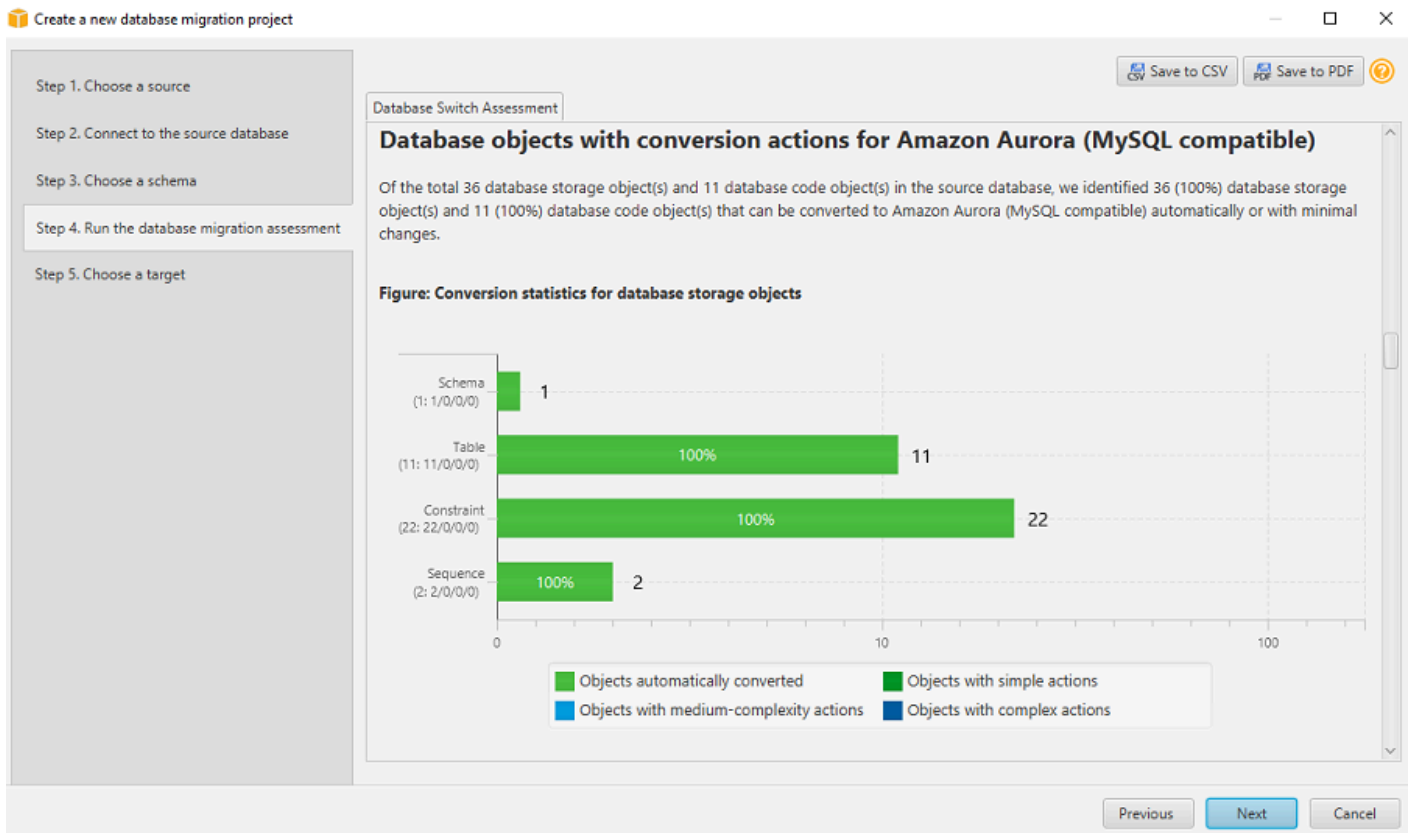 Create a new database migration project
Step 1. Choose a source
Step 2. Connect to the source database
Step 3. Choose a schema
Step 4. Run the database migration assessment
Step 5. Choose a target
CSV Save to CSV
PDF Save to PDF
?
Database Switch Assessment
Database objects with conversion actions for Amazon Aurora (MySQL compatible)
Of the total 36 database storage object(s) and 11 database code object(s) in the source database, we identified 36 (100%) database storage
object(s) and 11 (100%) database code object(s) that can be converted to Amazon Aurora (MySQL compatible) automatically or with minimal
changes.
Figure: Conversion statistics for database storage objects
Schema
(1: 1/0/0/0)
1
Table
(11: 11/0/0/0)
100%
11
Constraint
(22: 22/0/0/0)
100%
22
Sequence
(2: 2/0/0/0)
100%
2
0
10
100
Objects automatically converted
Objects with simple actions
Objects with medium-complexity actions
Objects with complex actions
Previous
Next
Cancel